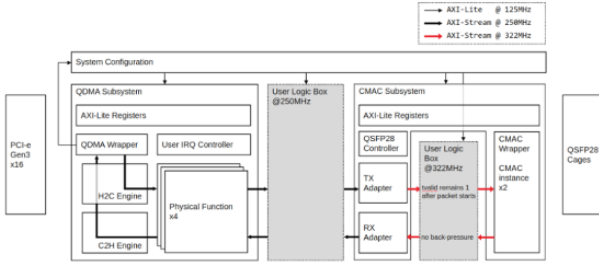 AXI-Lite @ 125MHz
AXI-Stream @ 250MHz
AXI-Stream @ 322MHz
System Configuration
PCI-e
Gen3
x16
QDMA Subsystem
AXI-Lite Registers
QDMA Wrapper
User IRQ Controller
H2C Engine
C2H Engine
Physical Function
x4
User Logic Box
@250MHz
CMAC Subsystem
AXI-Lite Registers
QSFP28
Controller
TX
Adapter
RX
Adapter
User Logic
Box
@322MHz
tvalid remains 1
after packet starts
no back-pressure
CMAC
Wrapper
CMAC
instance
x2
QSFP28
Cages